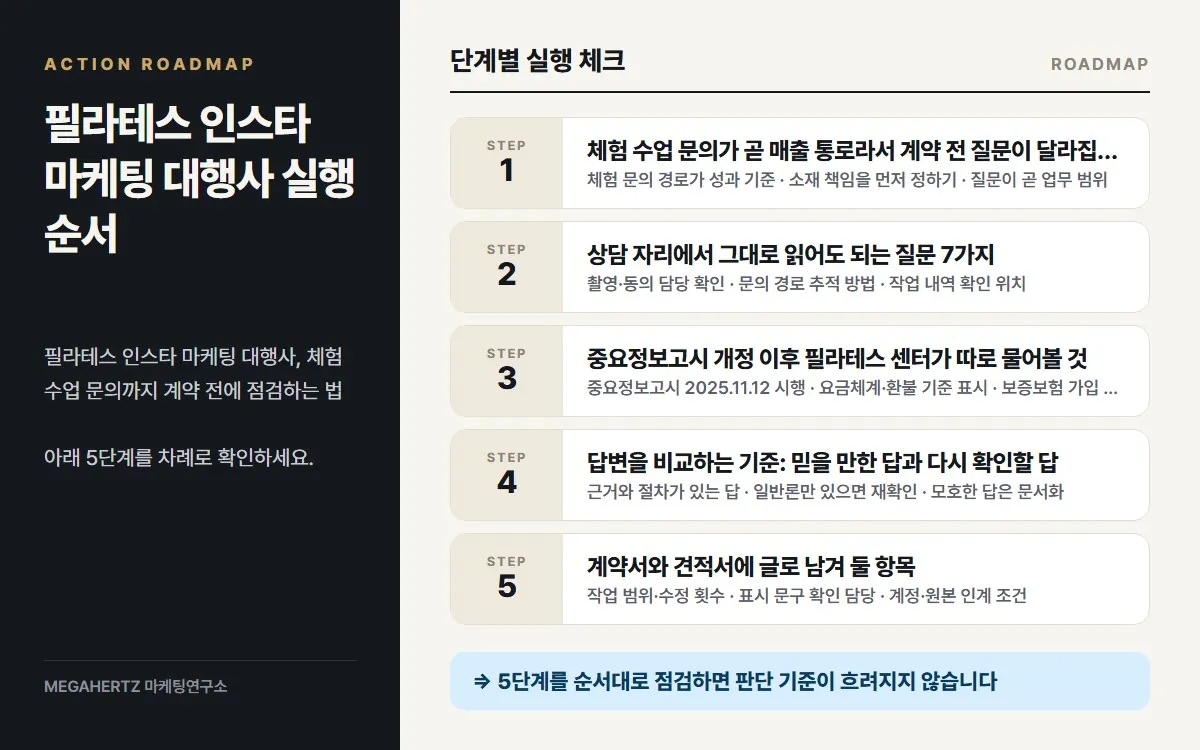 ACTION ROADMAP
필라테스 인스타
마케팅 대행사 실행
순서
필라테스 인스타 마케팅 대행사, 체험
수업 문의까지 계약 전에 점검하는 법
아래 5단계를 차례로 확인하세요.
MEGAHERTZ 마케팅연구소
단계별 실행 체크
ROADMAP
STEP
1
체험 수업 문의가 곧 매출 통로라서 계약 전 질문이 달라집...
체험 문의 경로가 성과 기준 · 소재 책임을 먼저 정하기 · 질문이 곧 업무 범위
STEP
2
상담 자리에서 그대로 읽어도 되는 질문 7가지
촬영·동의 담당 확인 · 문의 경로 추적 방법 · 작업 내역 확인 위치
STEP
3
중요정보고시 개정 이후 필라테스 센터가 따로 물어볼 것
중요정보고시 2025.11.12 시행 · 요금체계·환불 기준 표시 · 보증보험 가입 ...
STEP
4
답변을 비교하는 기준: 믿을 만한 답과 다시 확인할 답
근거와 절차가 있는 답 · 일반론만 있으면 재확인 · 모호한 답은 문서화
STEP
5
계약서와 견적서에 글로 남겨 둘 항목
작업 범위·수정 횟수 · 표시 문구 확인 담당 · 계정·원본 인계 조건
→ 5단계를 순서대로 점검하면 판단 기준이 흐려지지 않습니다